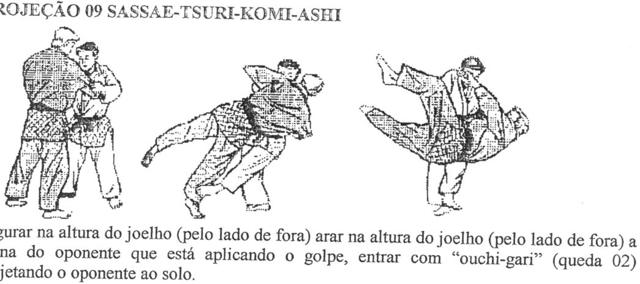 ROJEÇÃO 09 SASSAE-TSURI-KOMI-ASHI
gurar na altura do joelho (pelo lado de fora) arar na altura do joelho (pelo lado de fora) a
na do oponente que está aplicando o golpe, entrar com “ouchi-gari” (queda 02)
jetando o oponente ao solo.